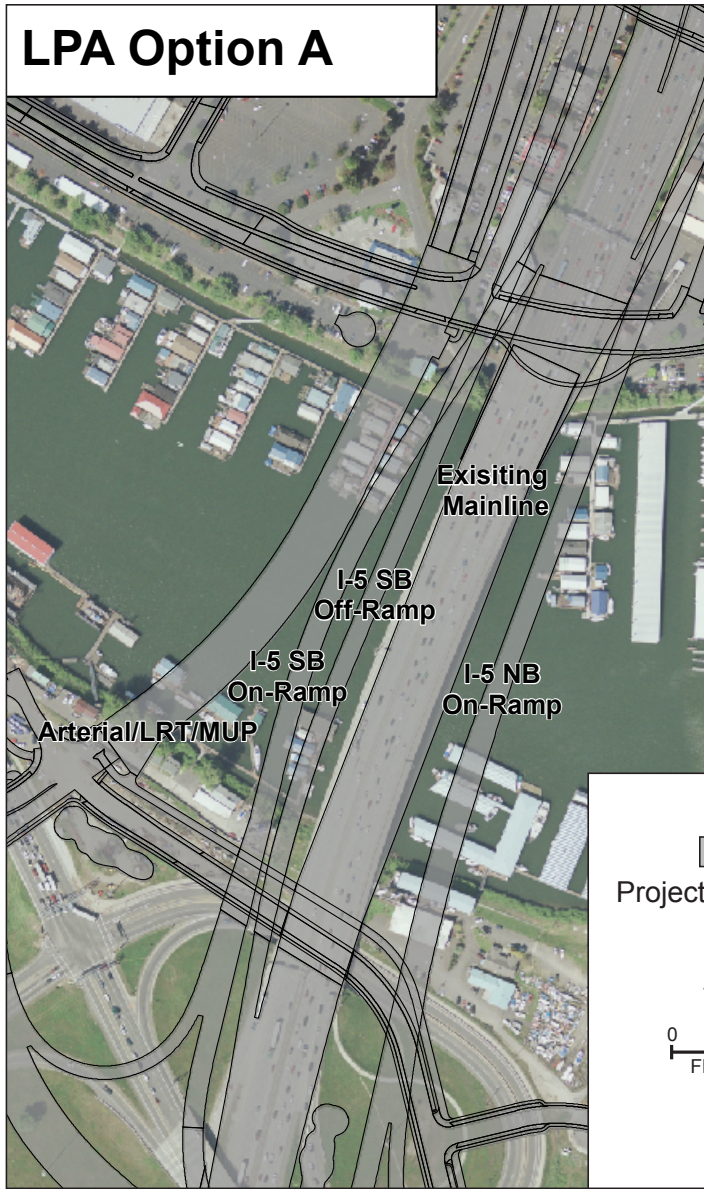 LPA Option A
Exisiting
Mainline
I-5 SB
Off-Ramp
I-5 SB
On-Ramp
I-5 NB
On-Ramp
Arterial/LRT/MUP
Project
0